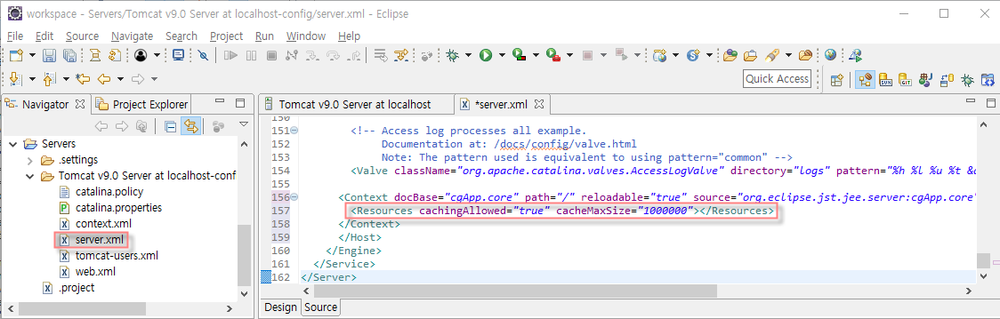 workspace - Servers/Tomcat v9.0 Server at localhost-config/server.xml - Eclipse
File Edit Source Navigate Search Project Run Window Help
Quick Access
Navigator Project Explorer
Servers
.settings
Tomcat v9.0 Server at localhost-conf
catalina.policy
catalina.properties
context.xml
server.xml
tomcat-users.xml
web.xml
.project
Tomcat v9.0 Server at localhost *server.xml
150
151 <!-- Access log processes all example.
152 Documentation at: /docs/config/valve.html
153 Note: The pattern used is equivalent to using pattern="common" -->
154 <Valve className="org.apache.catalina.valves.AccessLogValve" directory="logs" pattern="%h %l %u %t &
155
156 <Context docBase="cgApp.core" path="/" reloadable="true" source="org.eclipse.jst.jee.server:cgApp.core"
157 <Resources cachingAllowed="true" cacheMaxSize="1000000"></Resources>
158 </Context>
159 </Host>
160 </Engine>
161 </Service>
162 </Server>
Design Source